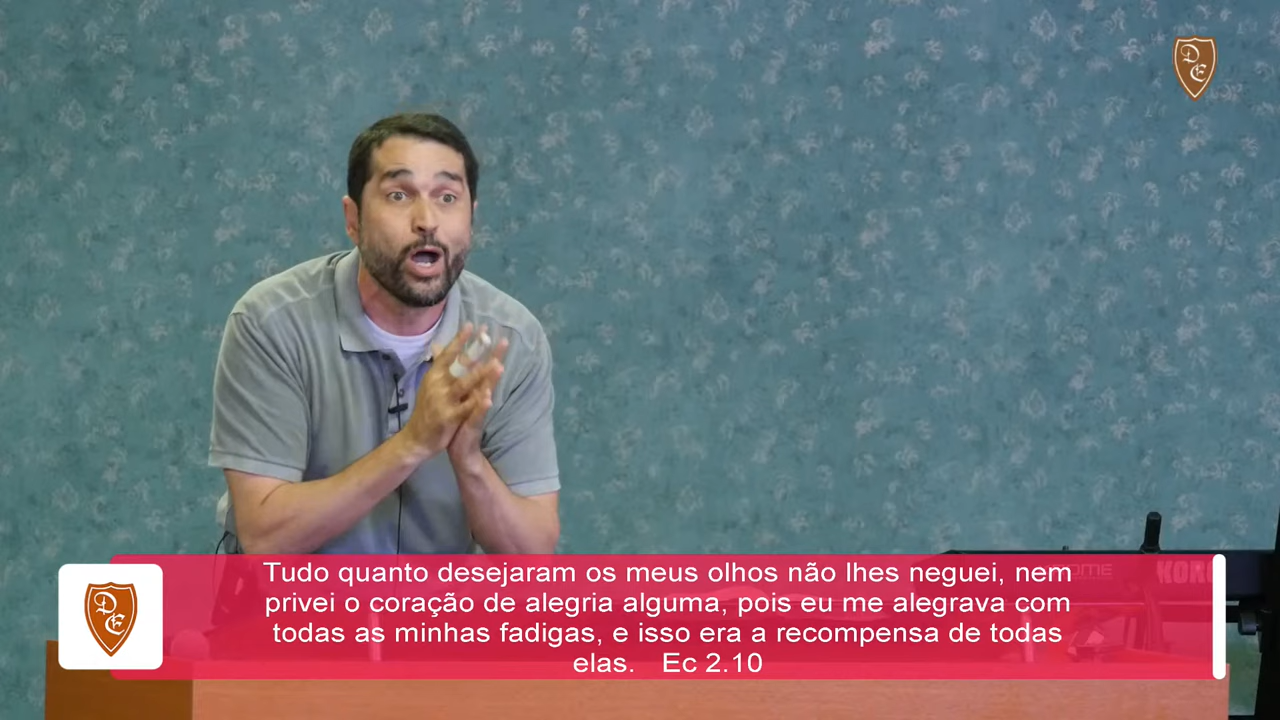 D
E
Tudo quanto desejaram os meus olhos não lhes neguei, nem
privei o coração de alegria alguma, pois eu me alegrava com
todas as minhas fadigas, e isso era a recompensa de todas
elas. Ec 2.10
D
E
KORG